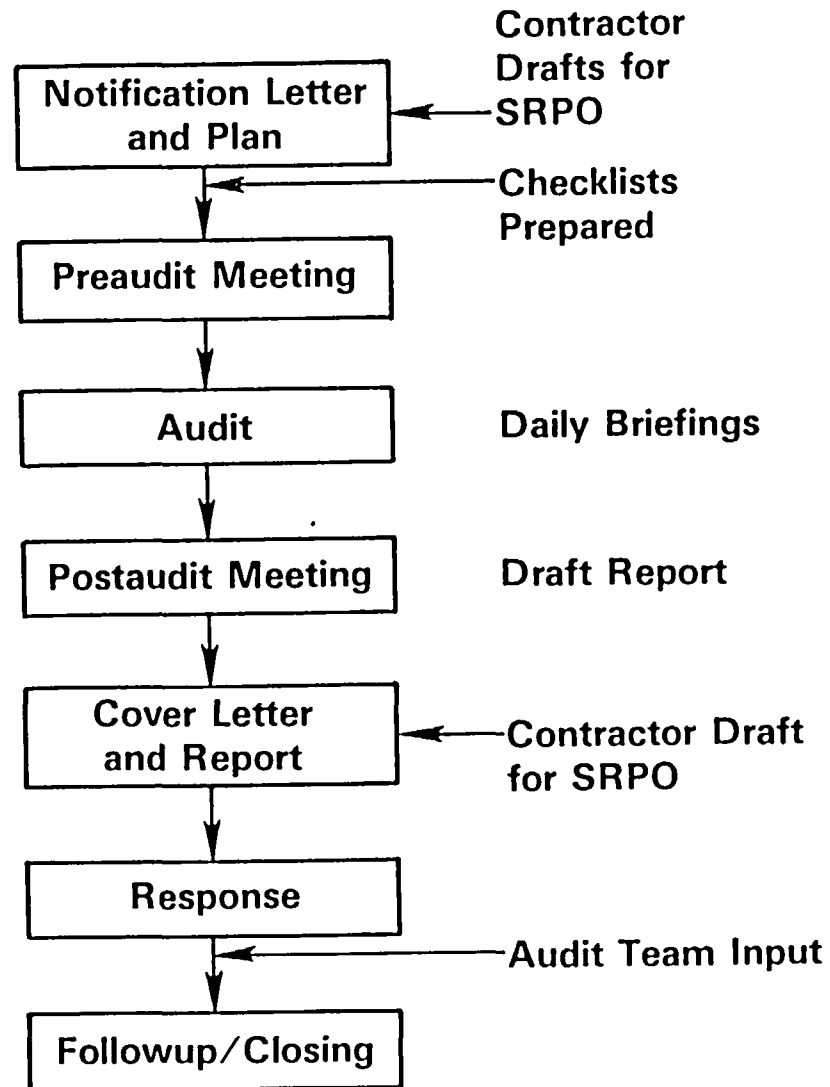 Contractor
Drafts for
SRPO
Notification Letter
and Plan
Checklists
Prepared
Preaudit Meeting
Audit
Daily Briefings
Postaudit Meeting
Draft Report
Cover Letter
and Report
Contractor Draft
for SRPO
Response
Audit Team Input
Followup/Closing